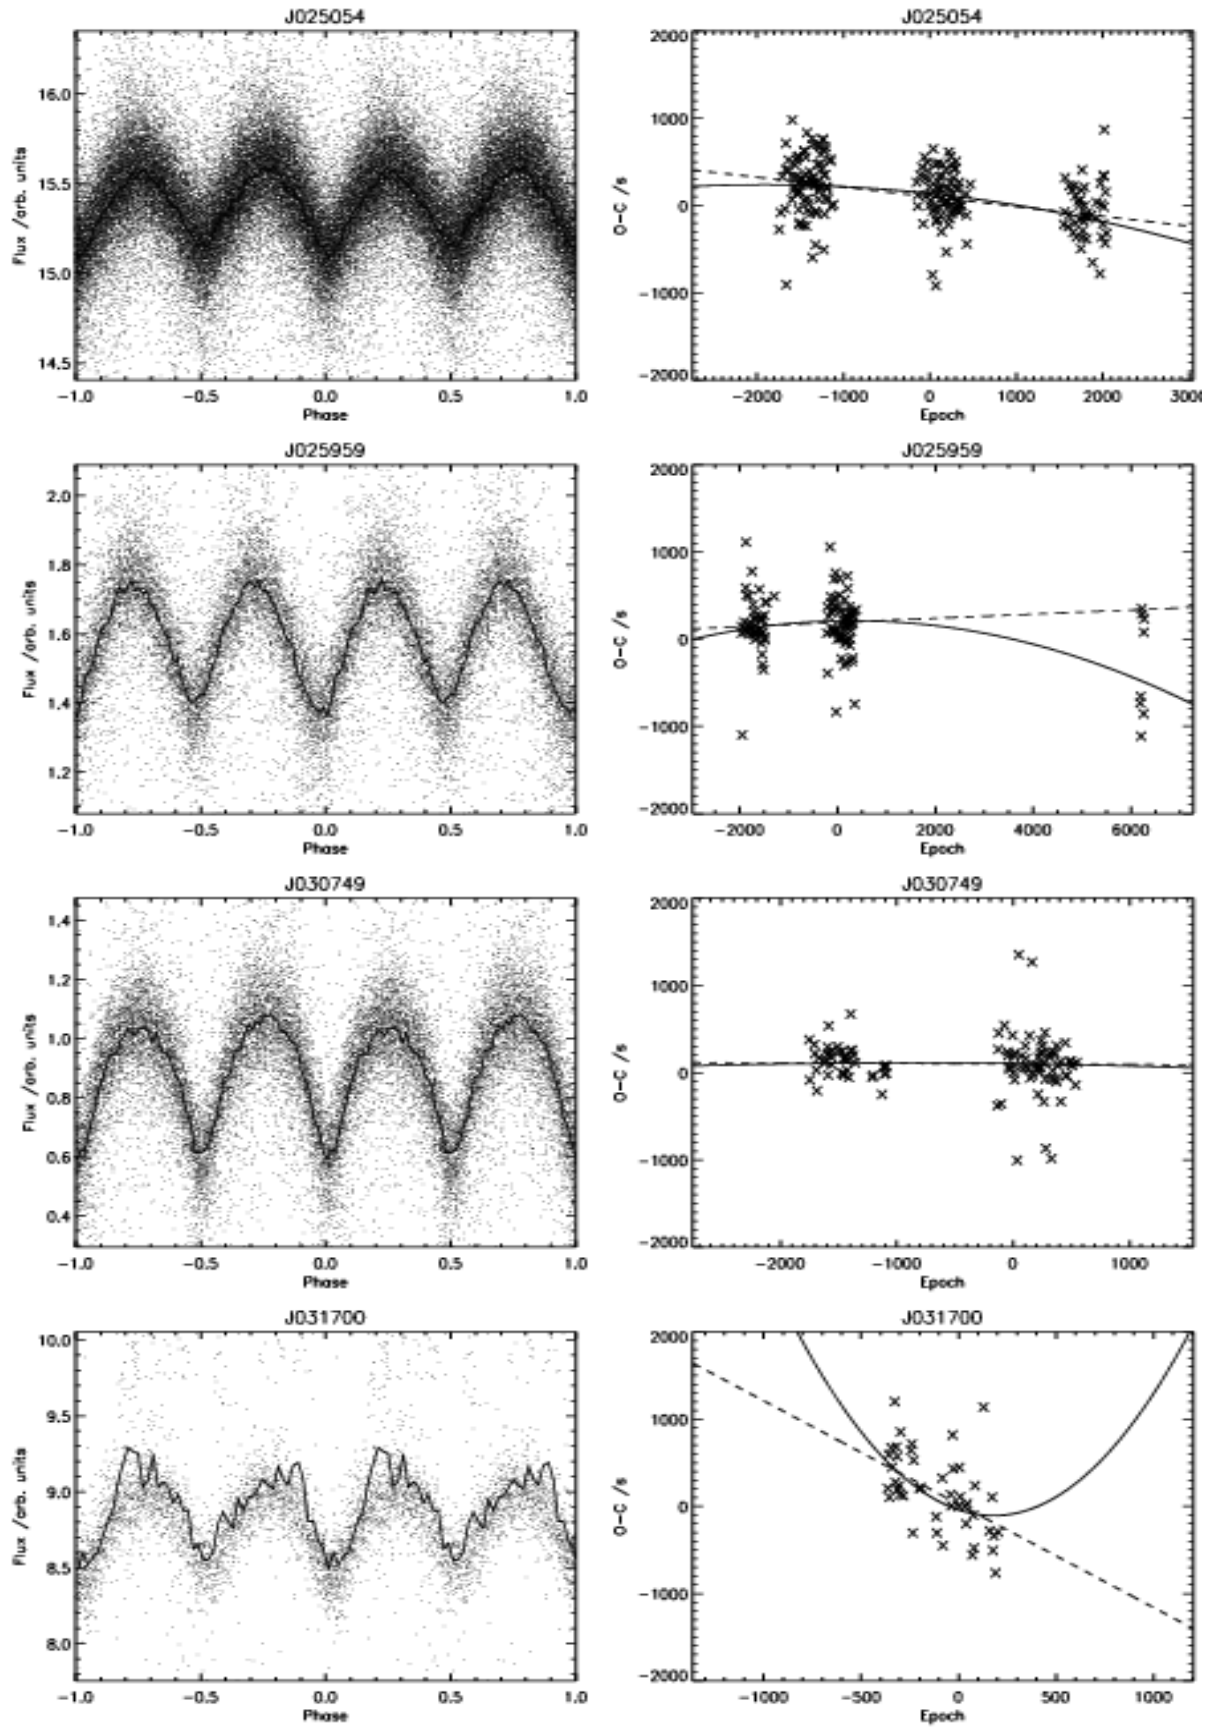 J025054
J025054
Flux /arb. units
16.0
15.5
15.0
14.5
-1.0 -0.5 0.0 0.5 1.0
Phase
O-C /s
2000
1000
0
-1000
-2000
-2000 -1000 0 1000 2000 3000
Epoch
J025959
J025959
Flux /arb. units
2.0
1.8
1.6
1.4
1.2
-1.0 -0.5 0.0 0.5 1.0
Phase
O-C /s
2000
1000
0
-1000
-2000
-2000 0 2000 4000 6000
Epoch
J030749
J030749
Flux /arb. units
1.4
1.2
1.0
0.8
0.6
0.4
-1.0 -0.5 0.0 0.5 1.0
Phase
O-C /s
2000
1000
0
-1000
-2000
-2000 -1000 0 1000
Epoch
J031700
J031700
Flux /arb. units
10.0
9.5
9.0
8.5
8.0
-1.0 -0.5 0.0 0.5 1.0
Phase
O-C /s
2000
1000
0
-1000
-2000
-1000 -500 0 500 1000
Epoch